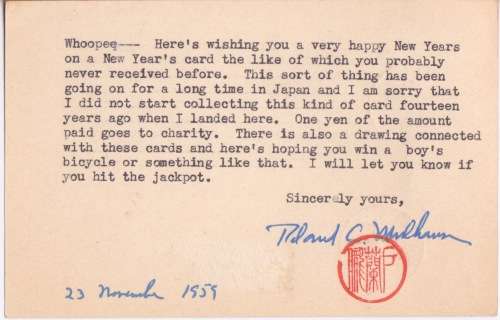 Whoopee--- Here's wishing you a very happy New Years
on a New Year's card the like of which you probably
never received before. This sort of thing has been
going on for a long time in Japan and I am sorry that
I did not start collecting this kind of card fourteen
years ago when I landed here. One yen of the amount
paid goes to charity. There is also a drawing connected
with these cards and here's hoping you win a boy's
bicycle or something like that. I will let you know if
you hit the jackpot.
Sincerely yours,
Roland C.
23 November 1959